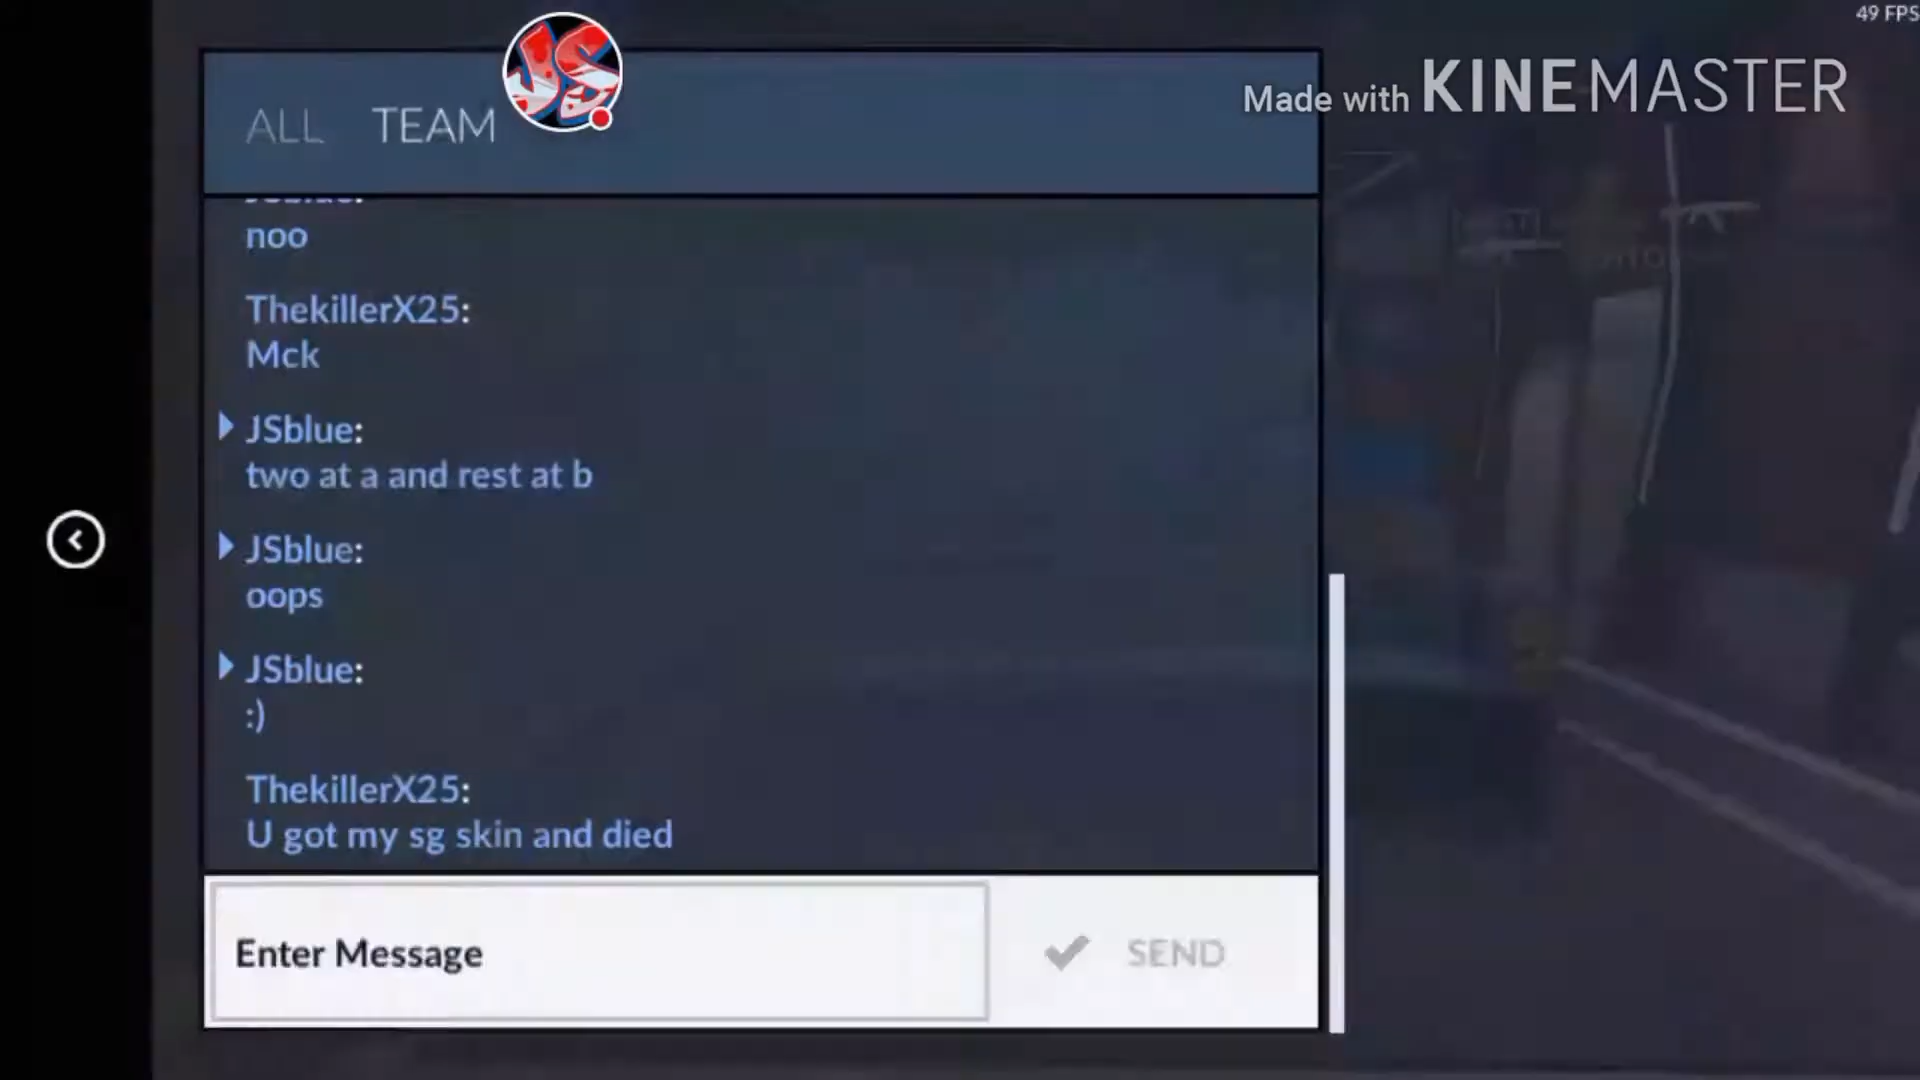 49 FPS
Made with KINEMASTER
JS
ALL TEAM
noo
ThekillerX25:
Mck
JSblue:
two at a and rest at b
JSblue:
oops
JSblue:
:)
ThekillerX25:
U got my sg skin and died
Enter Message
SEND